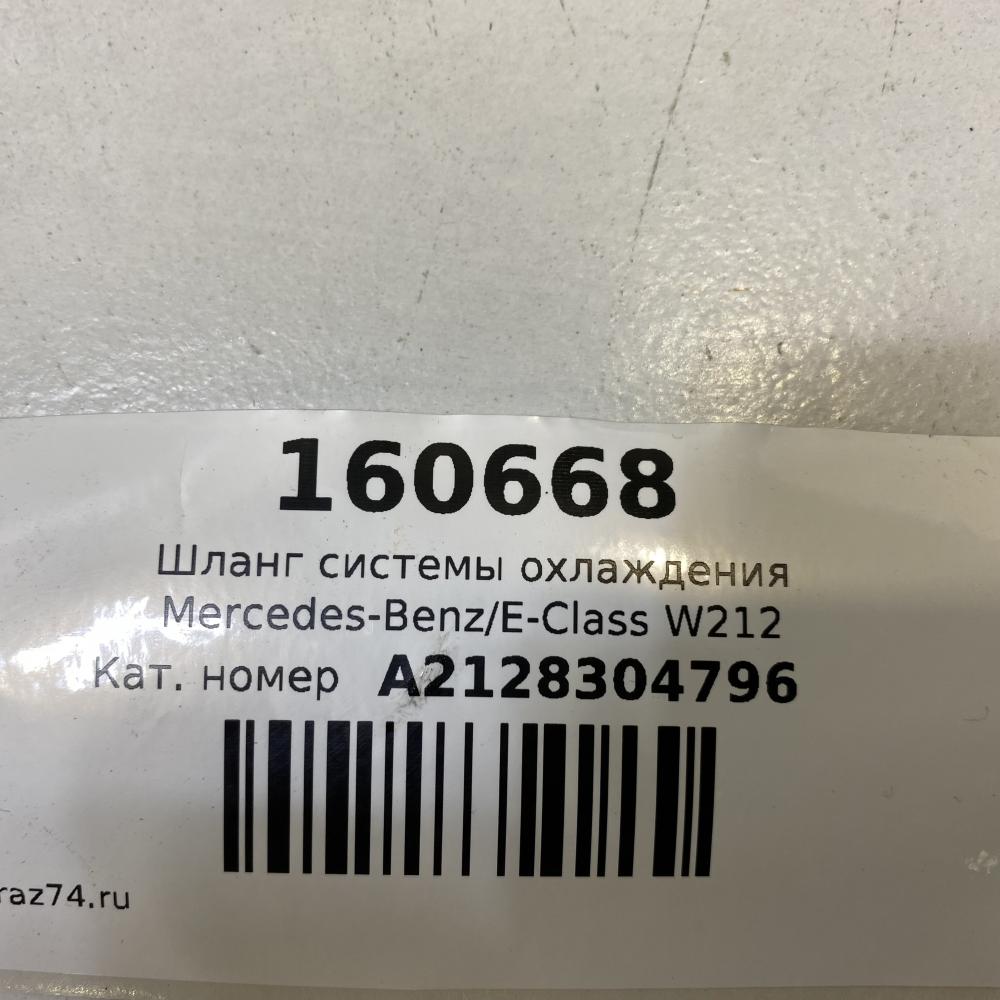 160668
Шланг системы охлаждения
Mercedes-Benz/E-Class W212
Кат. номер A2128304796
raz74.ru